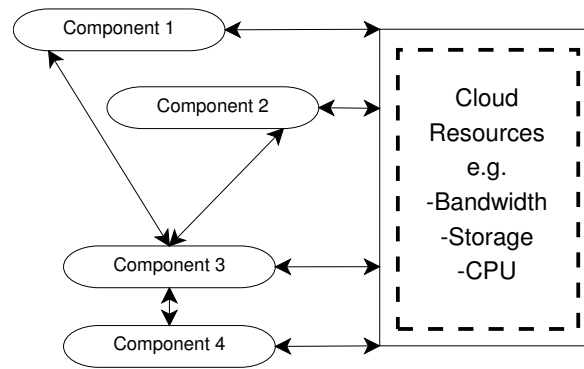 Component 1
Component 2
Component 3
Component 4
Cloud
Resources
e.g.
-Bandwidth
-Storage
-CPU